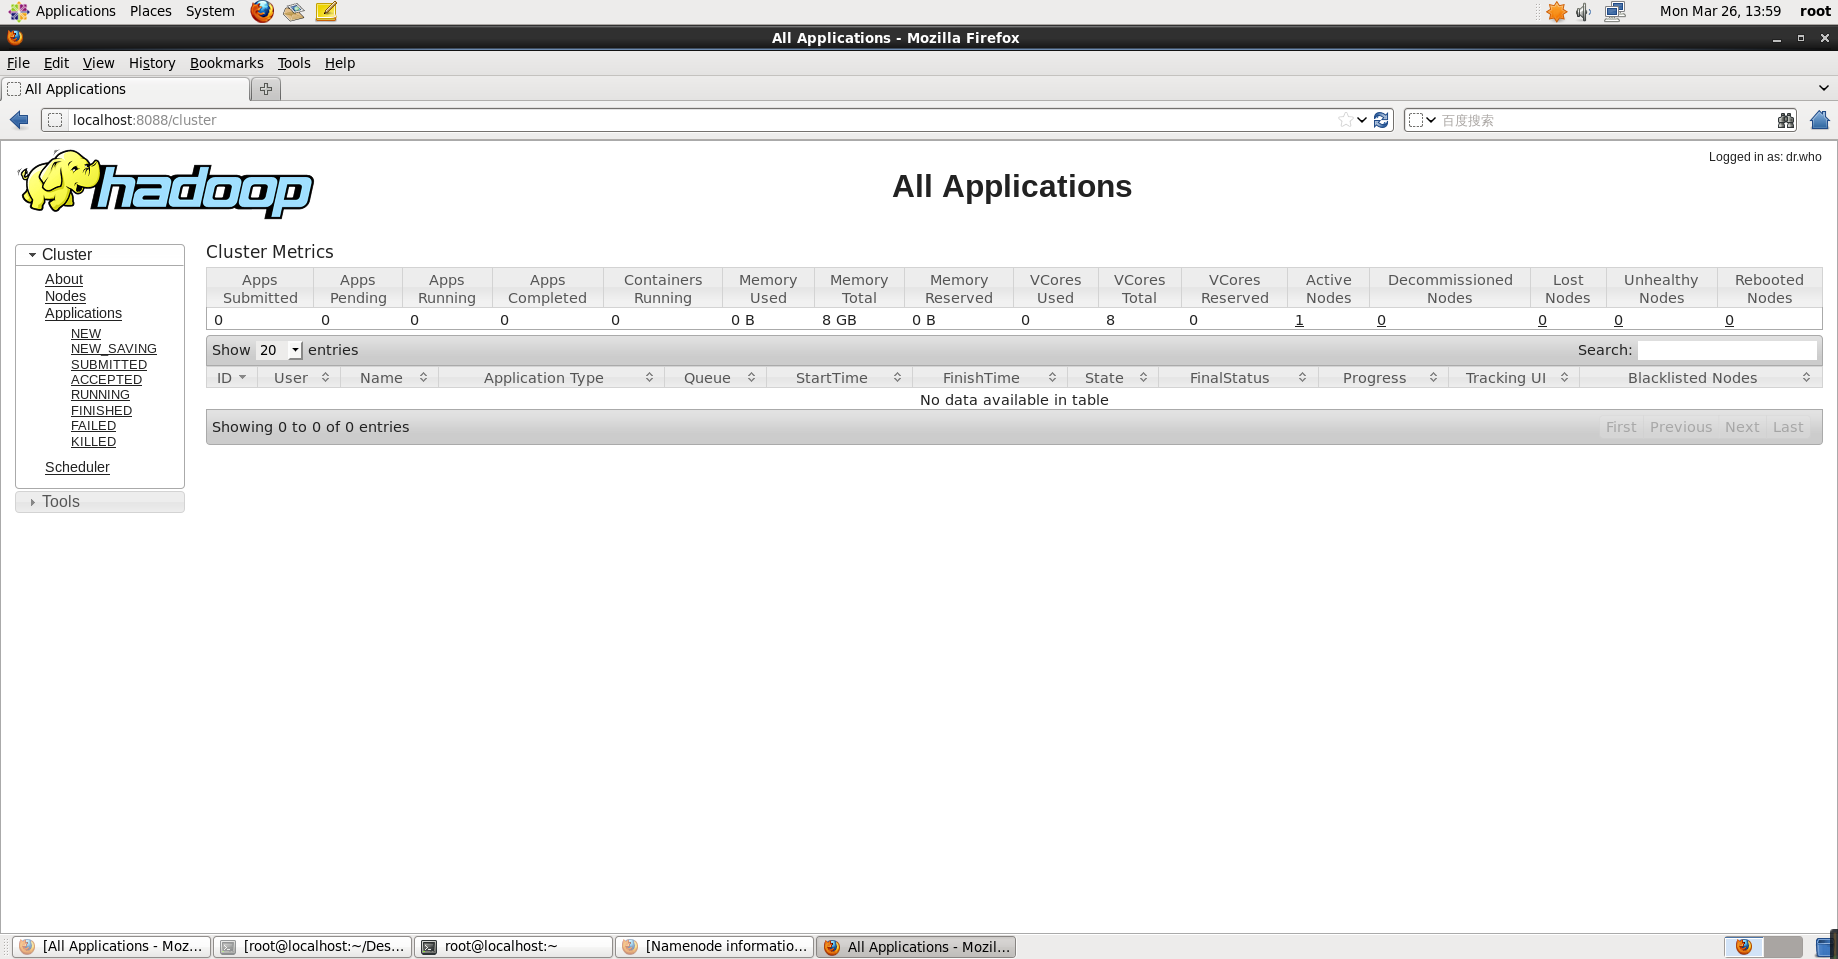 Applications Places System Mon Mar 26, 13:59 root
All Applications - Mozilla Firefox
File Edit View History Bookmarks Tools Help
All Applications
localhost:8088/cluster 百度搜索
Logged in as: dr.who
hadoop
All Applications
Cluster
About
Nodes
Applications
NEW
NEW_SAVING
SUBMITTED
ACCEPTED
RUNNING
FINISHED
FAILED
KILLED
Scheduler
Tools
Cluster Metrics
Apps Submitted Apps Pending Apps Running Apps Completed Containers Running Memory Used Memory Total Memory Reserved VCores Used VCores Total VCores Reserved Active Nodes Decommissioned Nodes Lost Nodes Unhealthy Nodes Rebooted Nodes
0 0 0 0 0 0 B 8 GB 0 B 0 8 0 1 0 0 0 0
Show 20 entries Search:
ID User Name Application Type Queue StartTime FinishTime State FinalStatus Progress Tracking UI Blacklisted Nodes
No data available in table
Showing 0 to 0 of 0 entries First Previous Next Last
[All Applications - Moz... [root@localhost:~/Des... root@localhost:~ [Namenode informatio... All Applications - Mozil...